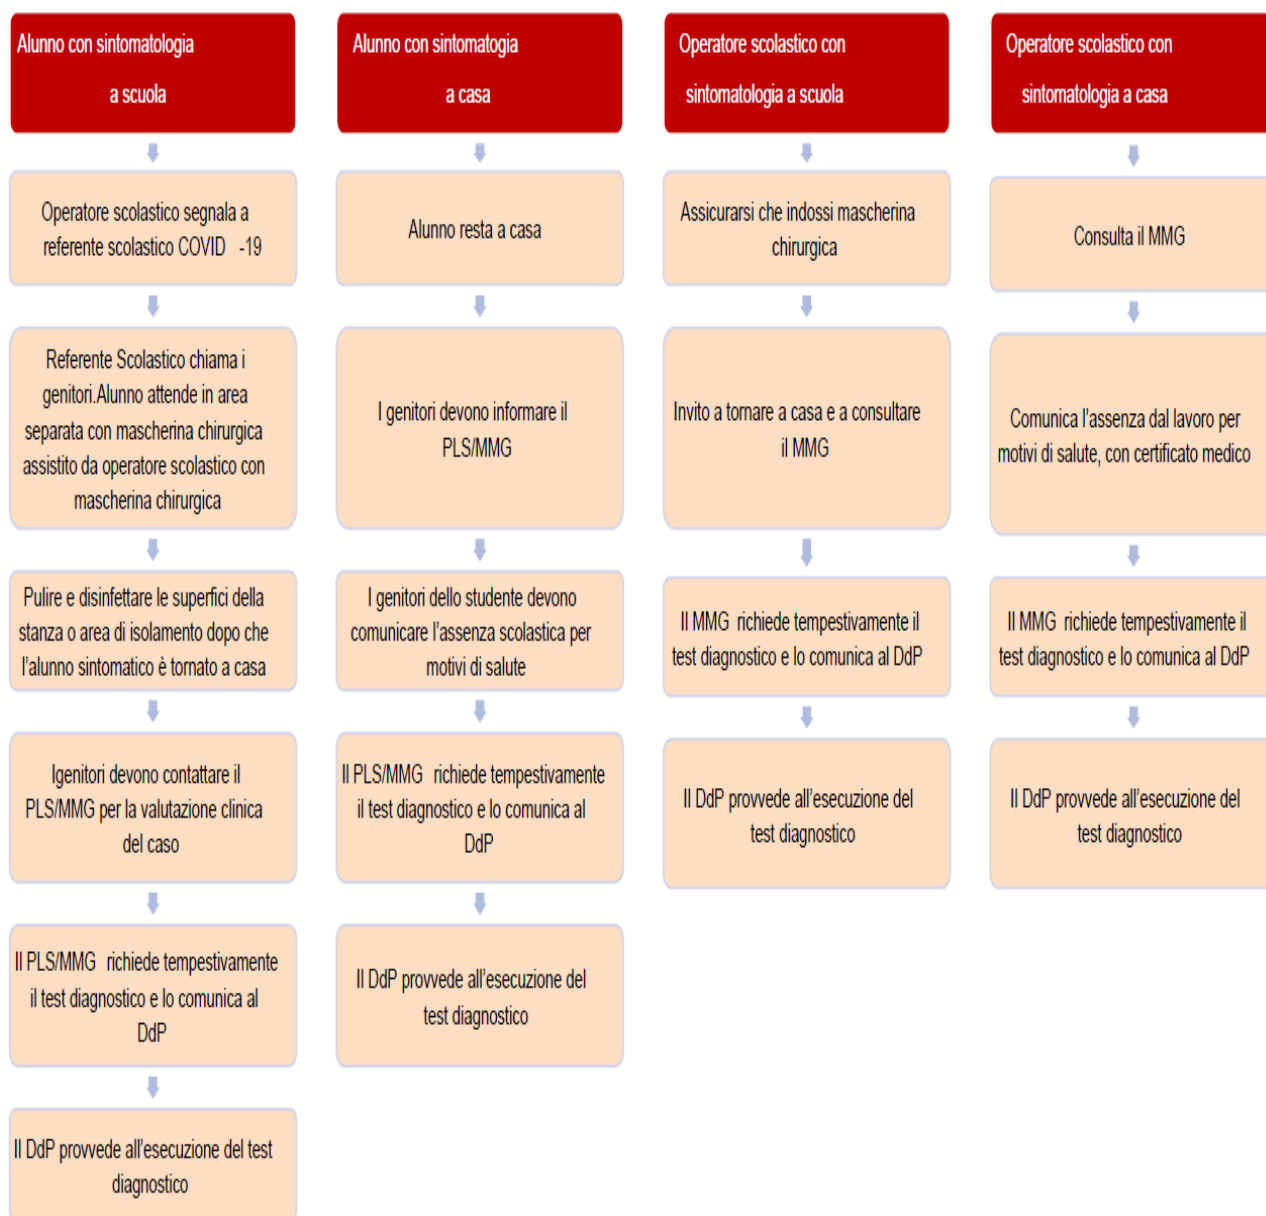 Alunno con sintomatologia
a scuola
Operatore scolastico segnala a
referente scolastico COVID -19
Referente Scolastico chiama i
genitori.Alunno attende in area
separata con mascherina chirurgica
assistito da operatore scolastico con
mascherina chirurgica
Pulire e disinfettare le superfici della
stanza o area di isolamento dopo che
l'alunno sintomatico è tornato a casa
Igenitori devono contattare il
PLS/MMG per la valutazione clinica
del caso
Il PLS/MMG richiede tempestivamente
il test diagnostico e lo comunica al
DdP
Il DdP provvede all'esecuzione del test
diagnostico
Alunno con sintomatogia
a casa
Alunno resta a casa
I genitori devono informare il
PLS/MMG
I genitori dello studente devono
comunicare l'assenza scolastica per
motivi di salute
Il PLS/MMG richiede tempestivamente
il test diagnostico e lo comunica al
DdP
Il DdP provvede all'esecuzione del
test diagnostico
Operatore scolastico con
sintomatologia a scuola
Assicurarsi che indossi mascherina
chirurgica
Invito a tornare a casa e a consultare
il MMG
Il MMG richiede tempestivamente il
test diagnostico e lo comunica al DdP
Il DdP provvede all'esecuzione del
test diagnostico
Operatore scolastico con
sintomatologia a casa
Consulta il MMG
Comunica l'assenza dal lavoro per
motivi di salute, con certificato medico
Il MMG richiede tempestivamente il
test diagnostico e lo comunica al DdP
Il DdP provvede all'esecuzione del
test diagnostico